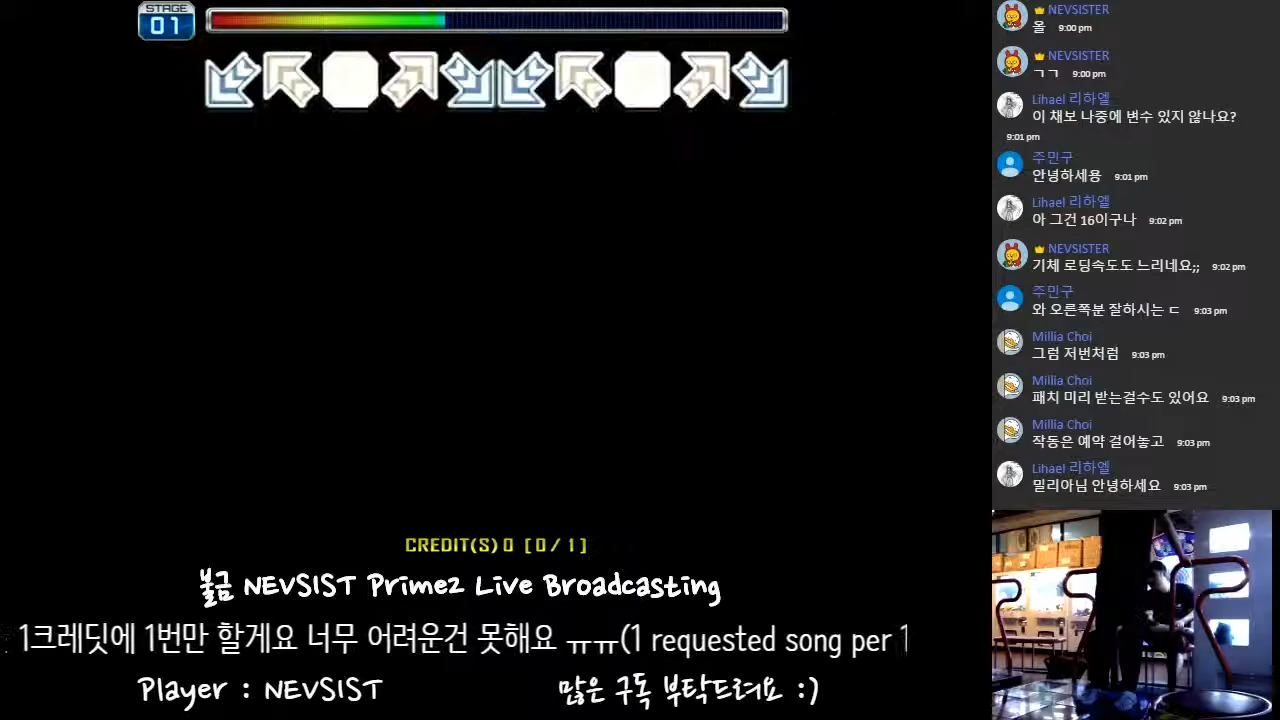 STAGE
01
CREDIT(S) 0 [ 0 / 1 ]
불금 NEVSIST Prime2 Live Broadcasting
1크레딧에 1번만 할게요 너무 어려운건 못해요 ㅠㅠ(1 requested song per 1
Player : NEVSIST
많은 구독 부탁드려요 :)
NEVSISTER
올 9:00 pm
NEVSISTER
ㄱㄱ 9:00 pm
Lihael 리하엘
이 채보 나중에 변수 있지 않나요?
9:01 pm
주민구
안녕하세용 9:01 pm
Lihael 리하엘
아 그건 16이구나 9:02 pm
NEVSISTER
기체 로딩속도도 느리네요;; 9:02 pm
주민구
와 오른쪽분 잘하시는 ㄷ 9:03 pm
Millia Choi
그럼 저번처럼 9:03 pm
Millia Choi
패치 미리 받는걸수도 있어요 9:03 pm
Millia Choi
작동은 예약 걸어놓고 9:03 pm
Lihael 리하엘
밀리아님 안녕하세요 9:03 pm